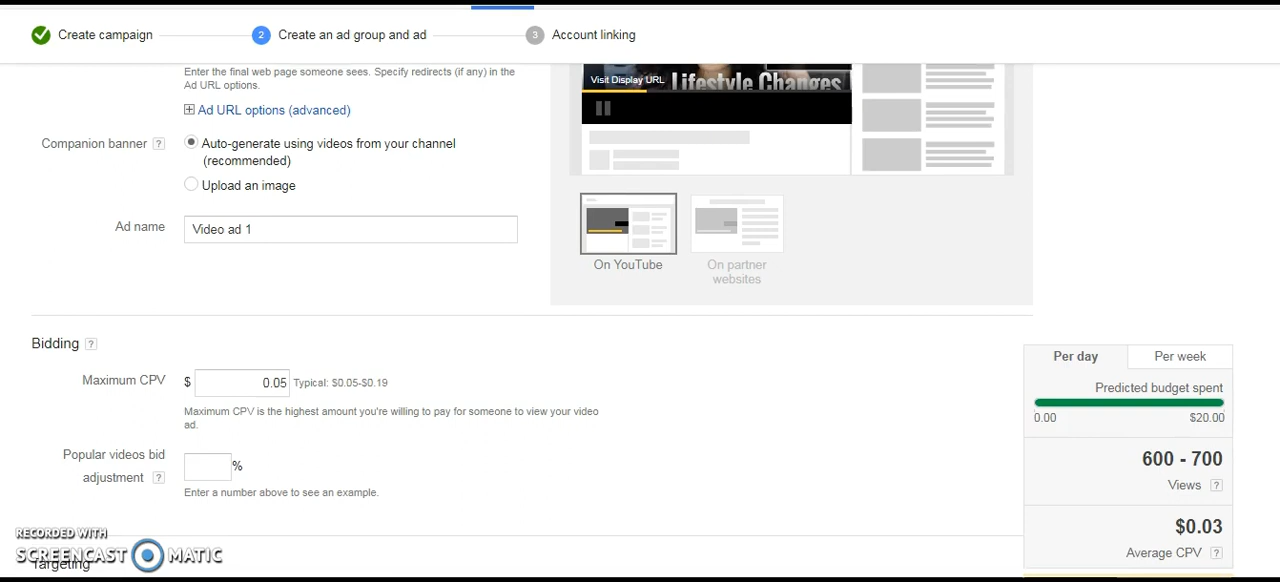 Create campaign
2
Create an ad group and ad
3
Account linking
Enter the final web page someone sees. Specify redirects (if any) in the
Ad URL options.
Ad URL options (advanced)
Companion banner ?
Auto-generate using videos from your channel
(recommended)
Upload an image
Ad name
Video ad 1
Visit Display URL
Lifestyle Changes
On YouTube
On partner
websites
Bidding ?
Maximum CPV
$ 0.05 Typical: $0.05-$0.19
Maximum CPV is the highest amount you're willing to pay for someone to view your video
ad.
Popular videos bid
adjustment ?
%
Enter a number above to see an example.
Per day
Per week
Predicted budget spent
0.00 $20.00
600 - 700
Views ?
$0.03
Average CPV ?
RECORDED WITH
SCREENCAST MATIC
Targeting